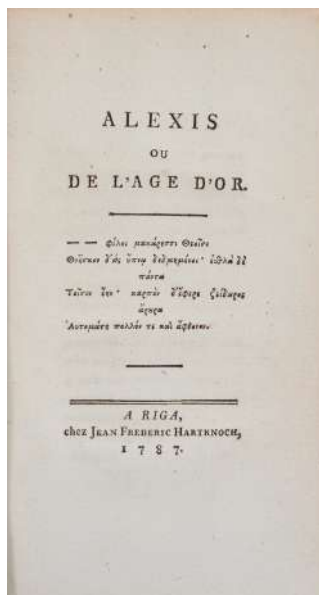 ALEXIS
OU
DE L'AGE D'OR.
— — φίλοι μακάρεσσι Θεοῖσι
Θνῆσκον δ' ὡς ὕπνῳ δεδμημένοι· ἐσθλὰ δὲ
πάντα
Τοῖσιν ἔην· καρπὸν δ' ἔφερε ζείδωρος
ἄρουρα
Αὐτομάτη πολλόν τε καὶ ἄφθονον.
A RIGA,
chez JEAN FREDERIC HARTKNOCH,
1787.